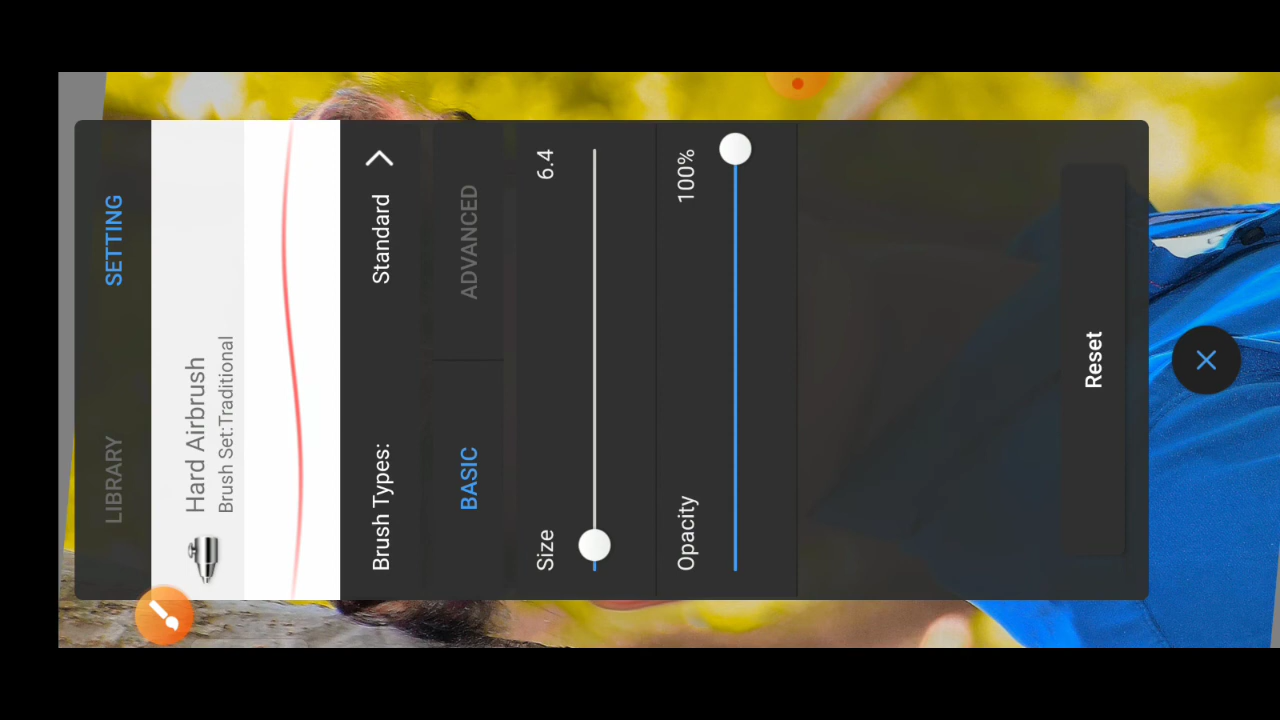 LIBRARY SETTING
Hard Airbrush
Brush Set:Traditional
Brush Types: Standard
BASIC ADVANCED
Size 6.4
Opacity 100%
Reset